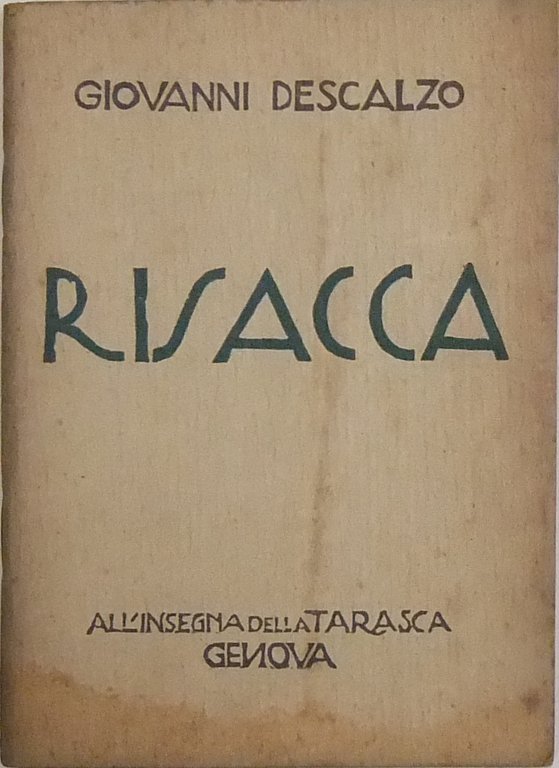 GIOVANNI DESCALZO
RISACCA
ALL'INSEGNA DELLA TARASCA
GENOVA